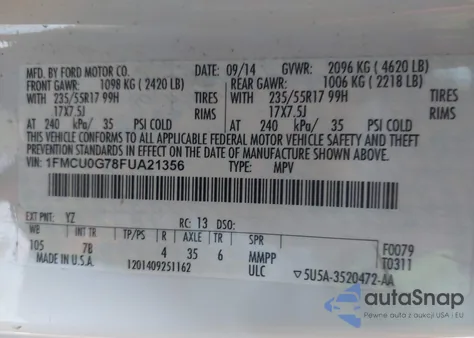 MFD. BY FORD MOTOR CO. DATE: 09/14 GVWR: 2096 KG ( 4620 LB)
FRONT GAWR: 1098 KG ( 2420 LB) REAR GAWR: 1006 KG ( 2218 LB)
WITH 235/55R17 99H TIRES WITH 235/55R17 99H TIRES
17X7.5J RIMS 17X7.5J RIMS
AT 240 kPa/ 35 PSI COLD AT 240 kPa/ 35 PSI COLD
THIS VEHICLE CONFORMS TO ALL APPLICABLE FEDERAL MOTOR VEHICLE SAFETY AND THEFT
PREVENTION STANDARDS IN EFFECT ON THE DATE OF MANUFACTURE SHOWN ABOVE.
VIN: 1FMCU0G78FUA21356 TYPE: MPV
EXT PNT: YZ RC: 13 DSO:
WB INT TR TP/PS R AXLE TR SPR F0079
105 7B 4 35 6 MMPP T0311
MADE IN U.S.A. 1201409251162 ULC 5U5A-3520472-AA
autoSnap
Pewne auto z USA i EU